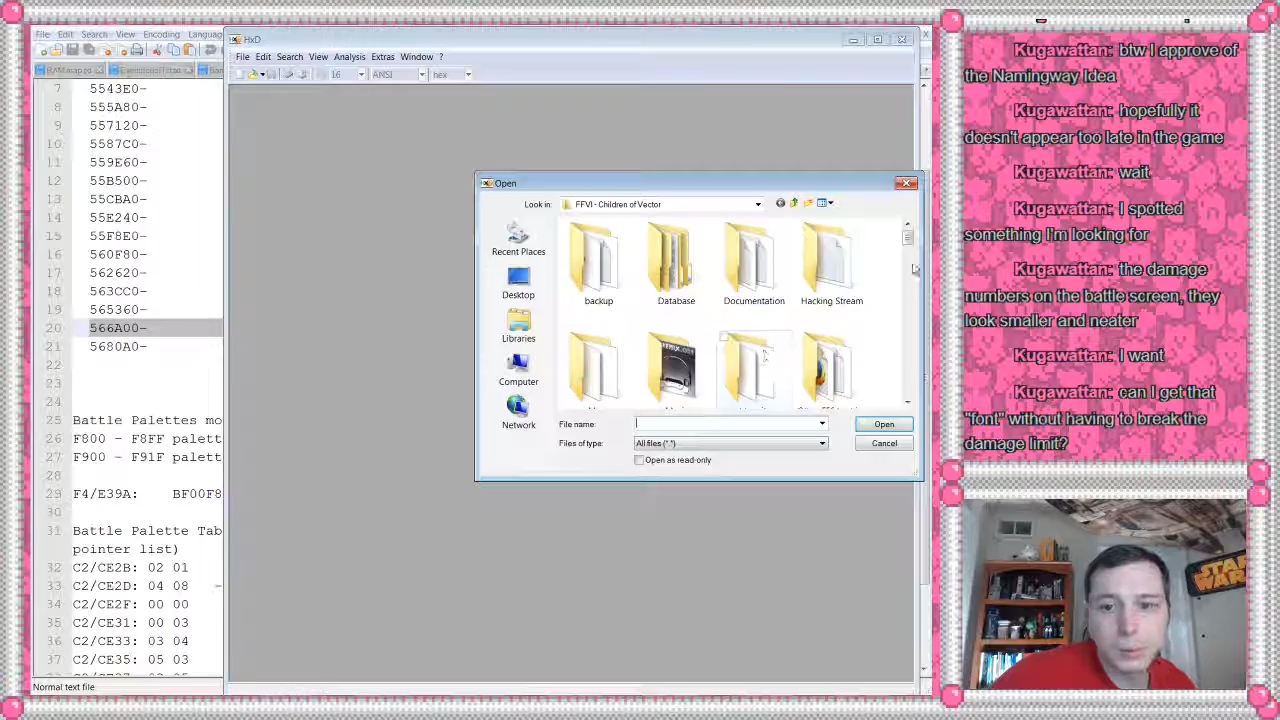 File Edit Search View Encoding Languag
RAM map.txt
7 5543E0-
8 555A80-
9 557120-
10 5587C0-
11 559E60-
12 55B500-
13 55CBA0-
14 55E240-
15 55F8E0-
16 560F80-
17 562620-
18 563CC0-
19 565360-
20 566A00-
21 5680A0-
22
23
24
25 Battle Palettes mo
26 F800 - F8FF palett
27 F900 - F91F palett
28
29 F4/E39A: BF00F8
30
31 Battle Palette Tab
pointer list)
32 C2/CE2B: 02 01
33 C2/CE2D: 04 08
34 C2/CE2F: 00 00
35 C2/CE31: 00 03
36 C2/CE33: 03 04
37 C2/CE35: 05 03
Normal text file
HxD
File Edit Search View Analysis Extras Window ?
16 ANSI hex
Open
Look in: FFVI - Children of Vector
Recent Places
Desktop
Libraries
Computer
Network
backup
Database
Documentation
Hacking Stream
File name:
Open
Files of type: All files (*.*)
Cancel
Open as read-only
Kugawattan: btw I approve of
the Namingway Idea
Kugawattan: hopefully it
doesn't appear too late in the game
Kugawattan: wait
Kugawattan: I spotted
something I'm looking for
Kugawattan: the damage
numbers on the battle screen, they
look smaller and neater
Kugawattan: I want
Kugawattan: can I get that
"font" without having to break the
damage limit?
STAR
WARS